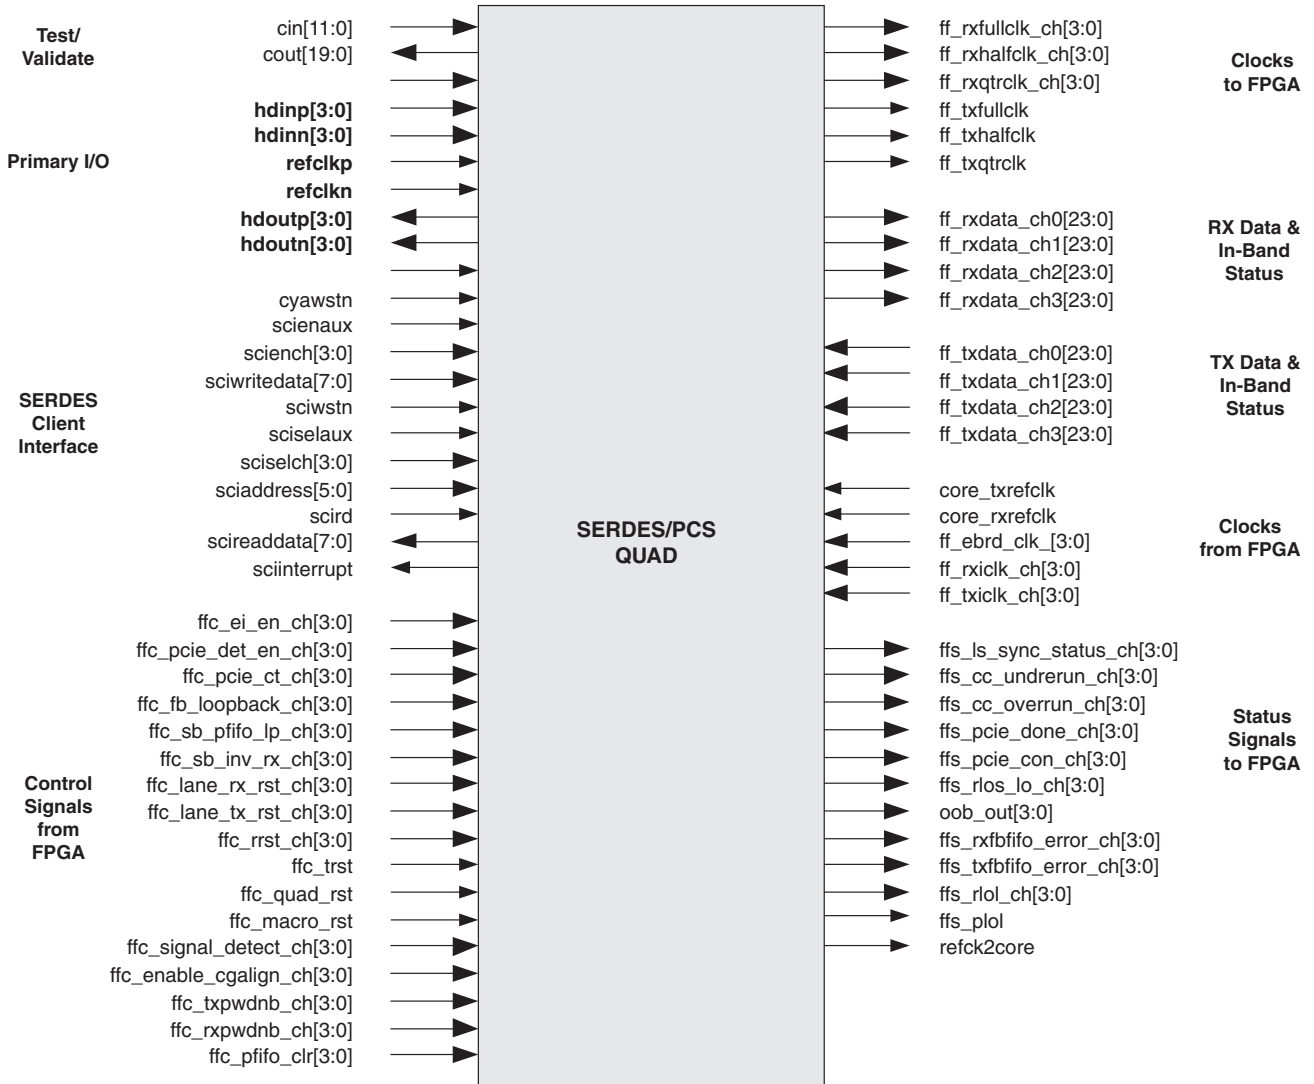 Test/
Validate
cin[11:0]
cout[19:0]
Primary I/O
hdinp[3:0]
hdinn[3:0]
refclkp
refclkn
hdoutp[3:0]
hdoutn[3:0]
SERDES
Client
Interface
cyawstn
scienaux
sciench[3:0]
sciwritedata[7:0]
sciwstn
sciselaux
sciselch[3:0]
sciaddress[5:0]
scird
scireaddata[7:0]
sciinterrupt
Control
Signals
from
FPGA
ffc_ei_en_ch[3:0]
ffc_pcie_det_en_ch[3:0]
ffc_pcie_ct_ch[3:0]
ffc_fb_loopback_ch[3:0]
ffc_sb_pfifo_lp_ch[3:0]
ffc_sb_inv_rx_ch[3:0]
ffc_lane_rx_rst_ch[3:0]
ffc_lane_tx_rst_ch[3:0]
ffc_rrst_ch[3:0]
ffc_trst
ffc_quad_rst
ffc_macro_rst
ffc_signal_detect_ch[3:0]
ffc_enable_cgalign_ch[3:0]
ffc_txpwdnb_ch[3:0]
ffc_rxpwdnb_ch[3:0]
ffc_pfifo_clr[3:0]
SERDES/PCS
QUAD
ff_rxfullclk_ch[3:0]
ff_rxhalfclk_ch[3:0]
ff_rxqtrclk_ch[3:0]
ff_txfullclk
ff_txhalfclk
ff_txqtrclk
Clocks
to FPGA
ff_rxdata_ch0[23:0]
ff_rxdata_ch1[23:0]
ff_rxdata_ch2[23:0]
ff_rxdata_ch3[23:0]
RX Data &
In-Band
Status
ff_txdata_ch0[23:0]
ff_txdata_ch1[23:0]
ff_txdata_ch2[23:0]
ff_txdata_ch3[23:0]
TX Data &
In-Band
Status
core_txrefclk
core_rxrefclk
ff_ebrd_clk_[3:0]
ff_rxiclk_ch[3:0]
ff_txiclk_ch[3:0]
Clocks
from FPGA
ffs_ls_sync_status_ch[3:0]
ffs_cc_undrerun_ch[3:0]
ffs_cc_overrun_ch[3:0]
ffs_pcie_done_ch[3:0]
ffs_pcie_con_ch[3:0]
ffs_rlos_lo_ch[3:0]
oob_out[3:0]
ffs_rxfbfifo_error_ch[3:0]
ffs_txfbfifo_error_ch[3:0]
ffs_rlol_ch[3:0]
ffs_plol
refck2core
Status
Signals
to FPGA